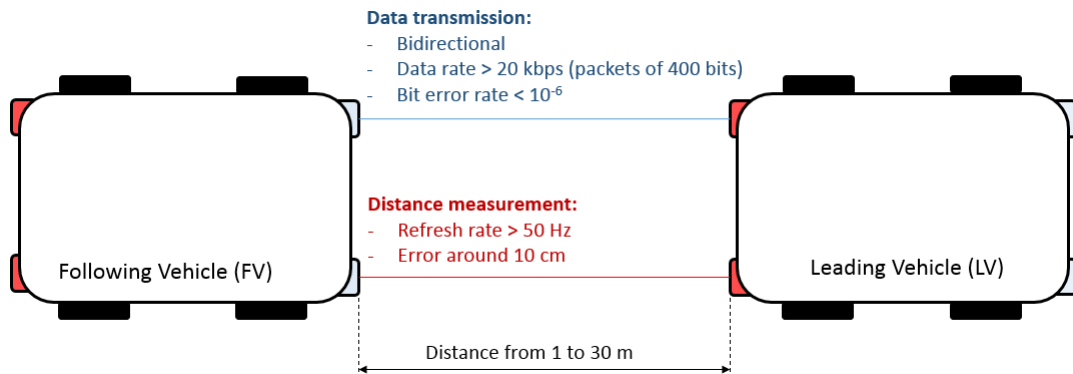 Data transmission:
- Bidirectional
- Data rate > 20 kbps (packets of 400 bits)
- Bit error rate < 10⁻⁶
Distance measurement:
- Refresh rate > 50 Hz
- Error around 10 cm
Following Vehicle (FV)
Leading Vehicle (LV)
Distance from 1 to 30 m